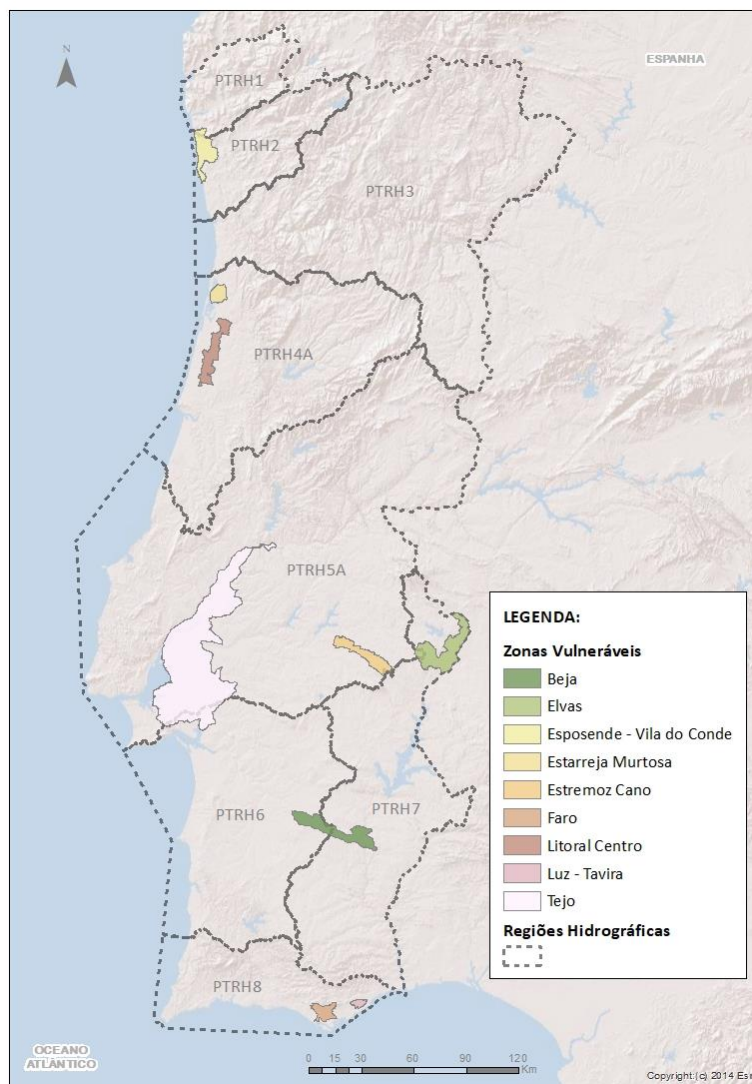 N
ESPANHA
PTRH1
PTRH2
PTRH3
PTRH4A
PTRH5A
PTRH6
PTRH7
PTRH8
LEGENDA:
Zonas Vulneráveis
Beja
Elvas
Esposende - Vila do Conde
Estarreja Murtosa
Estremoz Cano
Faro
Litoral Centro
Luz - Tavira
Tejo
Regiões Hidrográficas
OCEANO
ATLÂNTICO
0 15 30 60 90 120
Km
Copyright:(c) 2014 Es